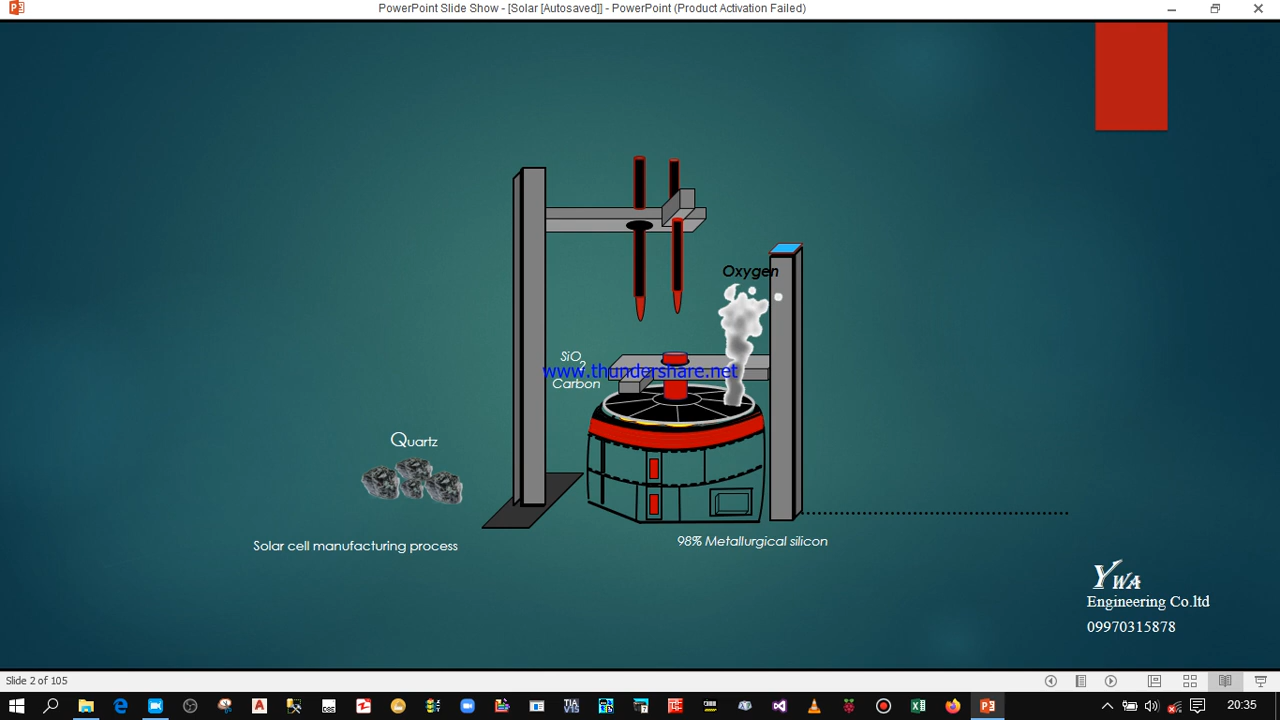 PowerPoint Slide Show - [Solar [Autosaved]] - PowerPoint (Product Activation Failed)
Oxygen
SiO2
www.thundershare.net
Carbon
Quartz
Solar cell manufacturing process
98% Metallurgical silicon
YWA
Engineering Co.ltd
09970315878
Slide 2 of 105
20:35